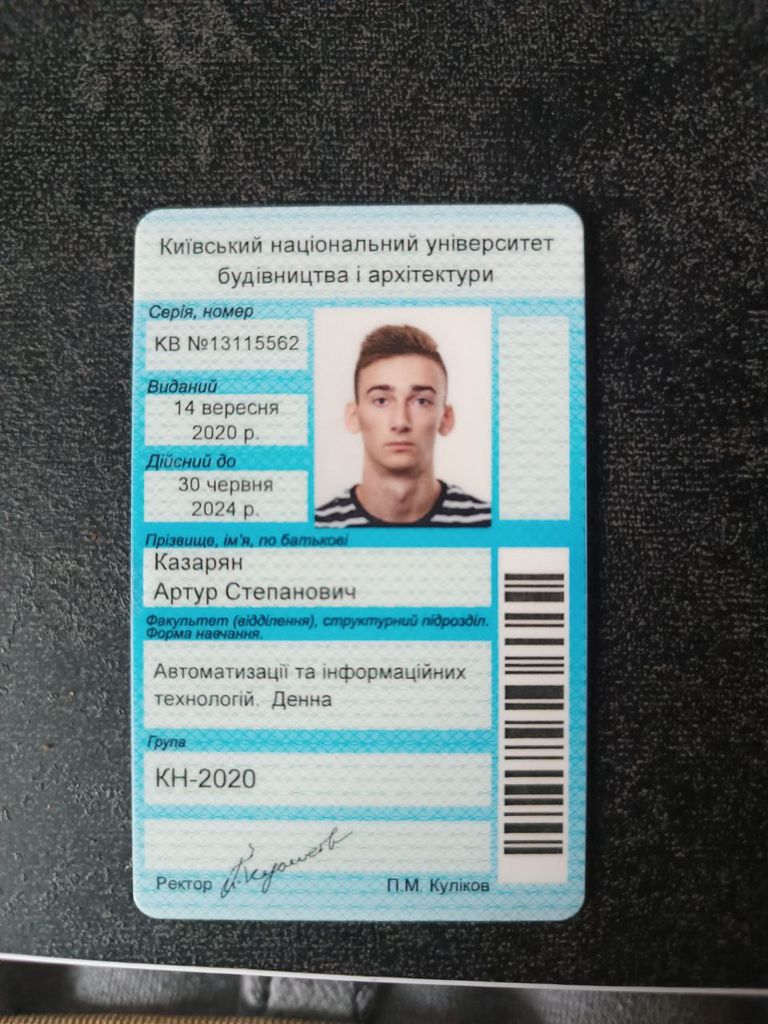 Київський національний університет
будівництва і архітектури
Серія, номер
КВ №13115562
Виданий
14 вересня
2020 р.
Дійсний до
30 червня
2024 р.
Прізвище, ім'я, по батькові
Казарян
Артур Степанович
Факультет (відділення), структурний підрозділ.
Форма навчання.
Автоматизації та інформаційних
технологій. Денна
Група
КН-2020
Ректор
П.М. Куліков